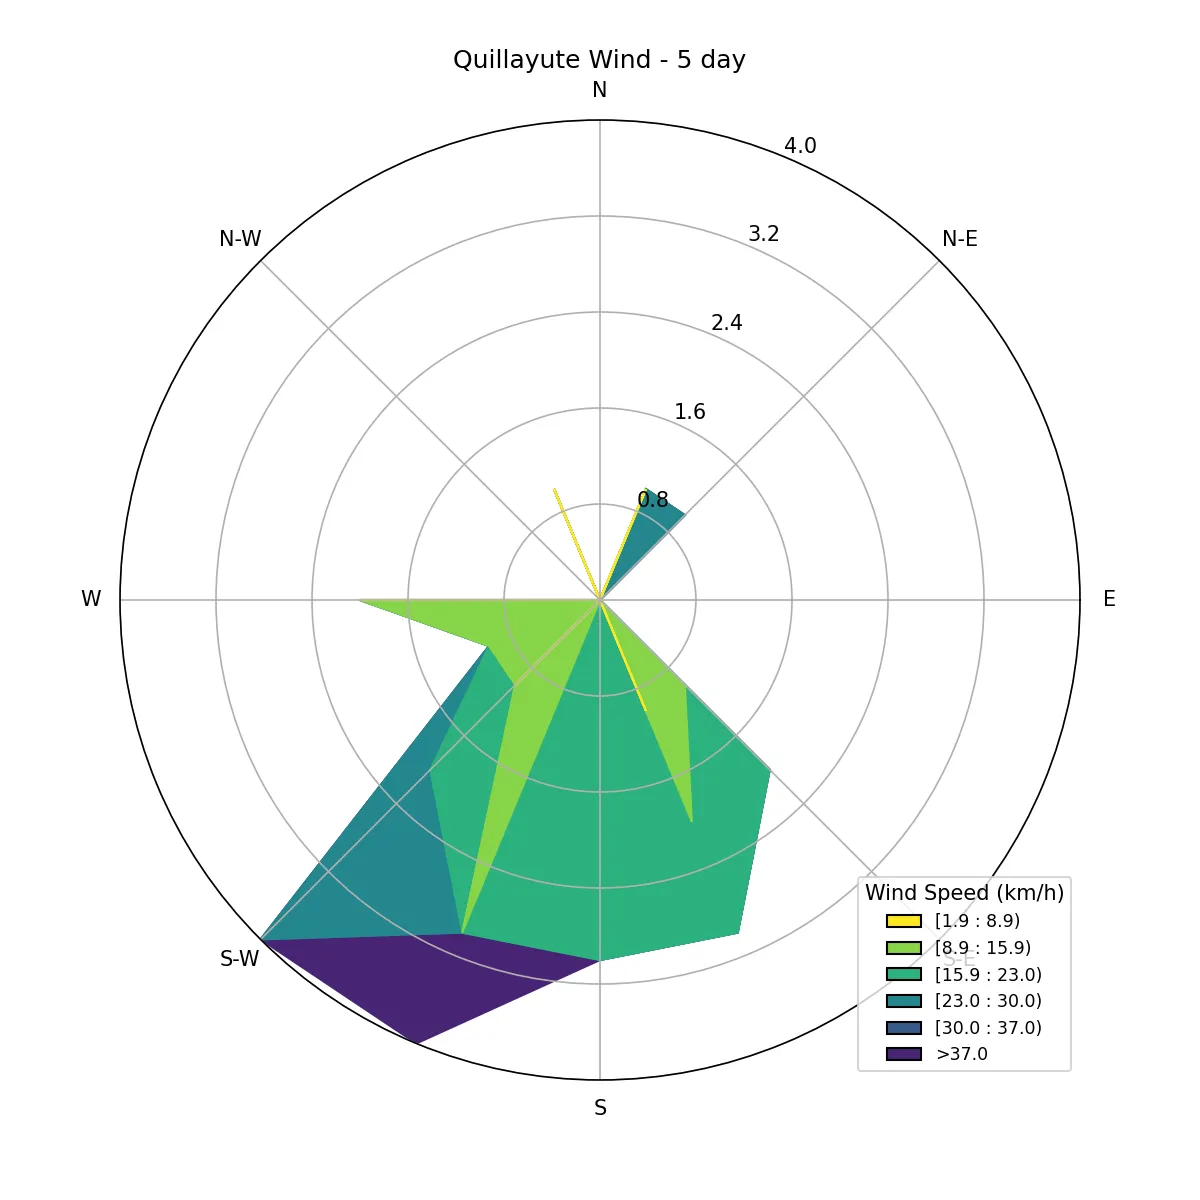 Quillayute Wind - 5 day
N
4.0
N-W
N-E
3.2
2.4
1.6
0.8
W
E
S-W
S-E
S
Wind Speed (km/h)
[1.9 : 8.9)
[8.9 : 15.9)
[15.9 : 23.0)
[23.0 : 30.0)
[30.0 : 37.0)
>37.0